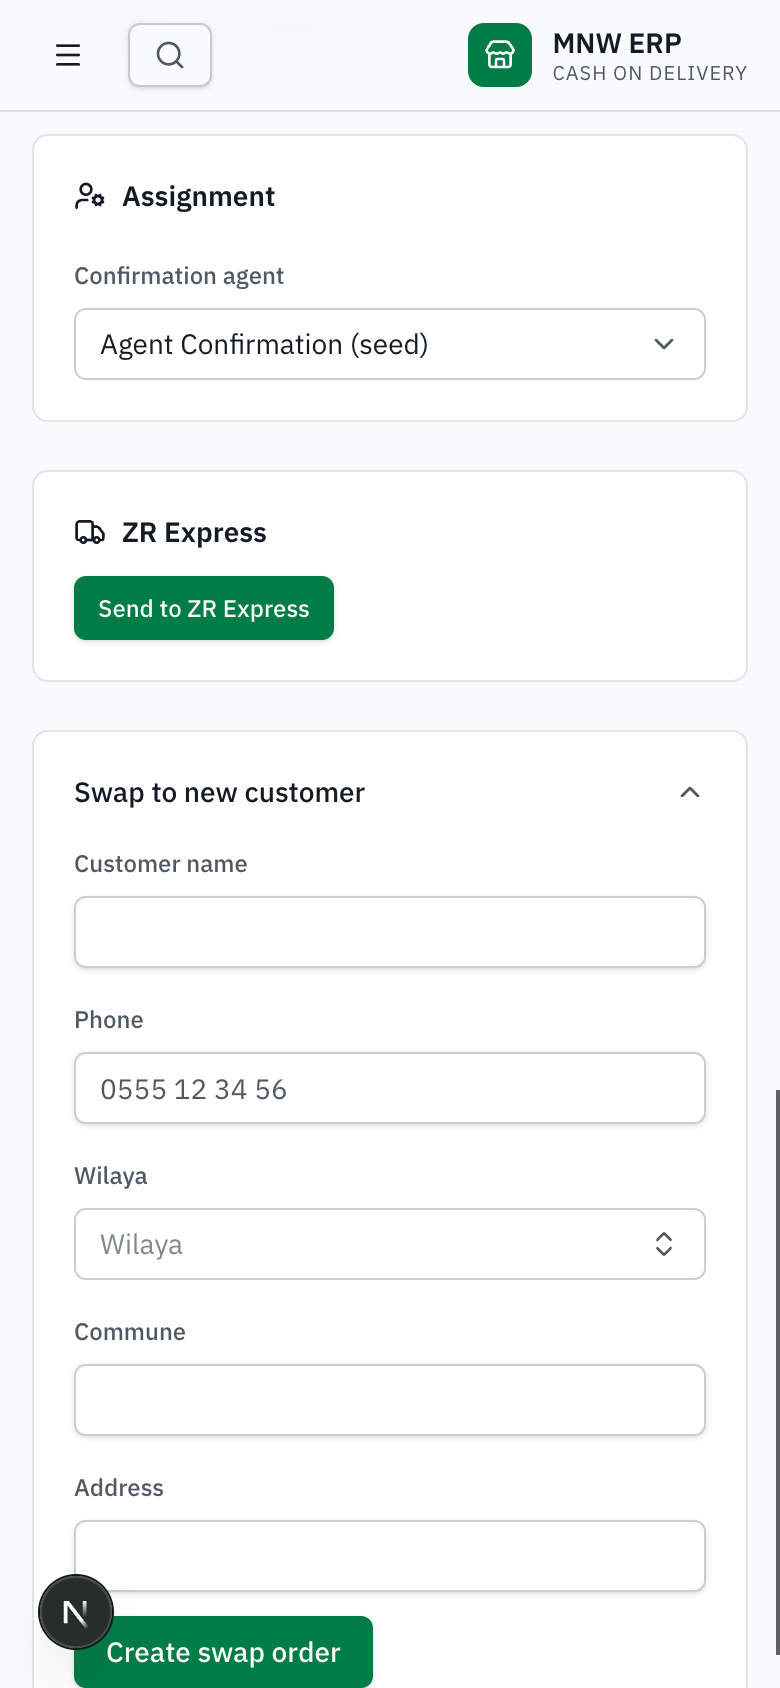 MNW ERP
CASH ON DELIVERY
Assignment
Confirmation agent
Agent Confirmation (seed)
ZR Express
Send to ZR Express
Swap to new customer
Customer name
Phone
0555 12 34 56
Wilaya
Wilaya
Commune
Address
N
Create swap order